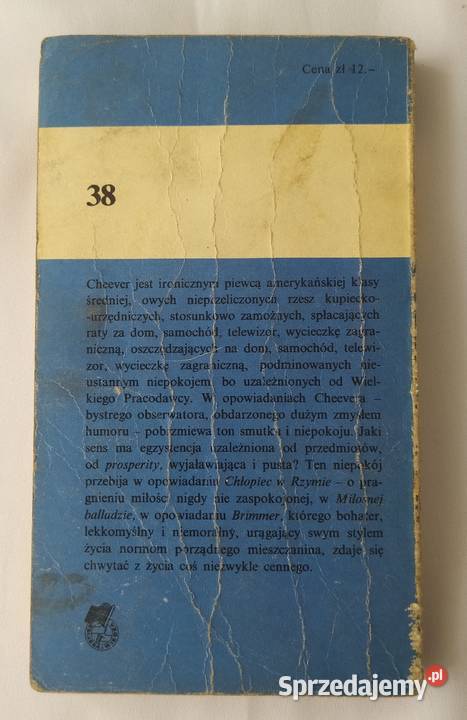 Cena zł 12.–
38
Cheever jest ironicznym piewcą amerykańskiej klasy
średniej, owych nieprzeliczonych rzesz kupiecko-
-urzędniczych, stosunkowo zamożnych, spłacających
raty za dom, samochód, telewizor, wycieczkę zagra-
niczną, oszczędzających na dom, samochód, telewi-
zor, wycieczkę zagraniczną, podminowanych nie-
ustannym niepokojem, bo uzależnionych od Wiel-
kiego Pracodawcy. W opowiadaniach Cheevera –
bystrego obserwatora, obdarzonego dużym zmysłem
humoru – pobrzmiewa ton smutku i niepokoju. Jaki
sens ma egzystencja uzależniona od przedmiotów,
od prosperity, wyjaławiająca i pusta? Ten niepokój
przebija w opowiadaniu Chłopiec w Rzymie – o pra-
gnieniu miłości nigdy nie zaspokojonej, w Miłosnej
balladzie, w opowiadaniu Brimmer, którego bohater,
lekkomyślny i niemoralny, urągający swym stylem
życia normom porządnego mieszczanina, zdaje się
chwytać z życia coś niezwykle cennego.
Sprzedajemy.pl